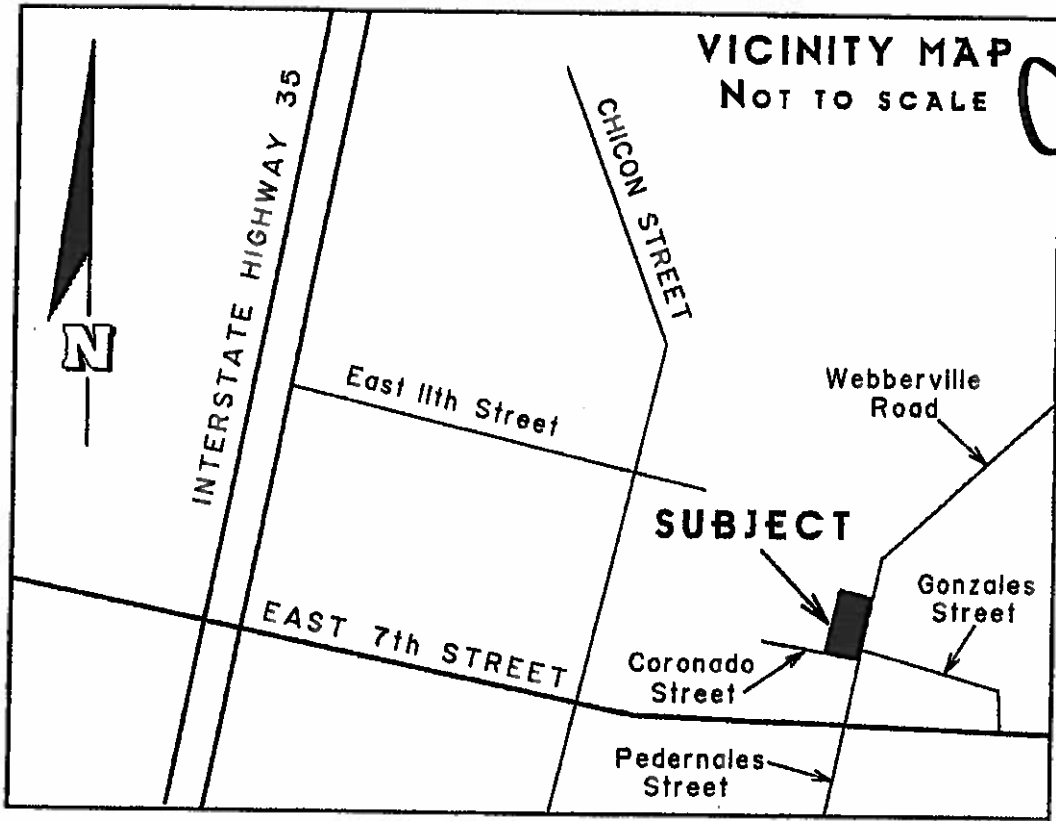 VICINITY MAP
NOT TO SCALE
INTERSTATE HIGHWAY 35
CHICON STREET
N
East 11th Street
Webberville
Road
SUBJECT
Gonzales
Street
EAST 7th STREET
Coronado
Street
Pedernales
Street